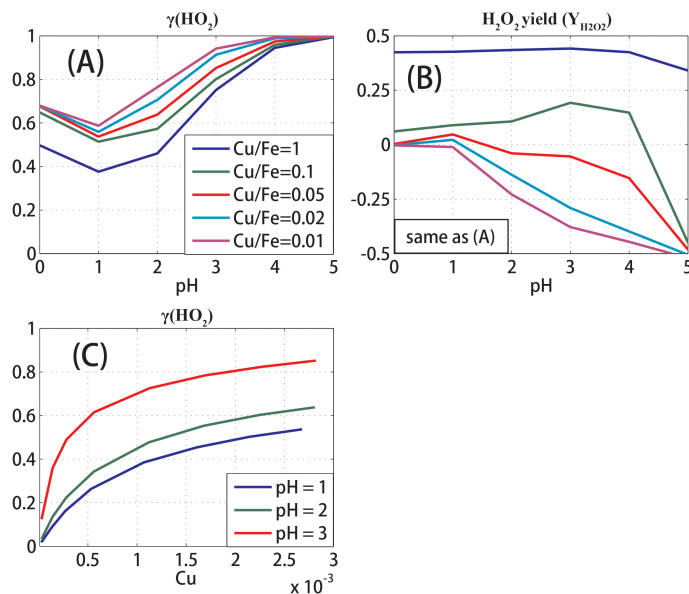 γ(HO2)
(A)
1
0.8
0.6
0.4
0.2
0
Cu/Fe=1
Cu/Fe=0.1
Cu/Fe=0.05
Cu/Fe=0.02
Cu/Fe=0.01
0 1 2 3 4 5
pH
H2O2 yield (YH2O2)
(B)
0.5
0.25
0
-0.25
-0.5
same as (A)
0 1 2 3 4 5
pH
γ(HO2)
(C)
1
0.8
0.6
0.4
0.2
0
pH = 1
pH = 2
pH = 3
0.5 1 1.5 2 2.5 3
Cu
x 10-3